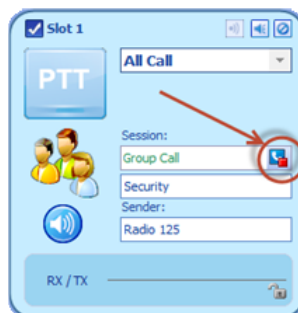 Slot 1
PTT
All Call
Session:
Group Call
Security
Sender:
Radio 125
RX / TX